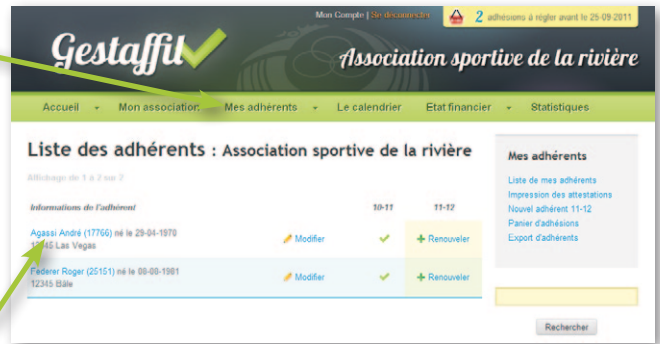 Mon Compte | Se déconnecter
2 adhésions à régler avant le 25-09-2011
Gestaffil
Association sportive de la rivière
Accueil
Mon association
Mes adhérents
Le calendrier
Etat financier
Statistiques
Liste des adhérents : Association sportive de la rivière
Affichage de 1 à 2 sur 2
Informations de l'adhérent
10-11
11-12
Agassi André (17766) né le 29-04-1970
Modifier
Renouveler
12345 Las Vegas
Federer Roger (25151) né le 08-08-1981
Modifier
Renouveler
12345 Bâle
Mes adhérents
Liste de mes adhérents
Impression des attestations
Nouvel adhérent 11-12
Panier d'adhésions
Export d'adhérents
Rechercher